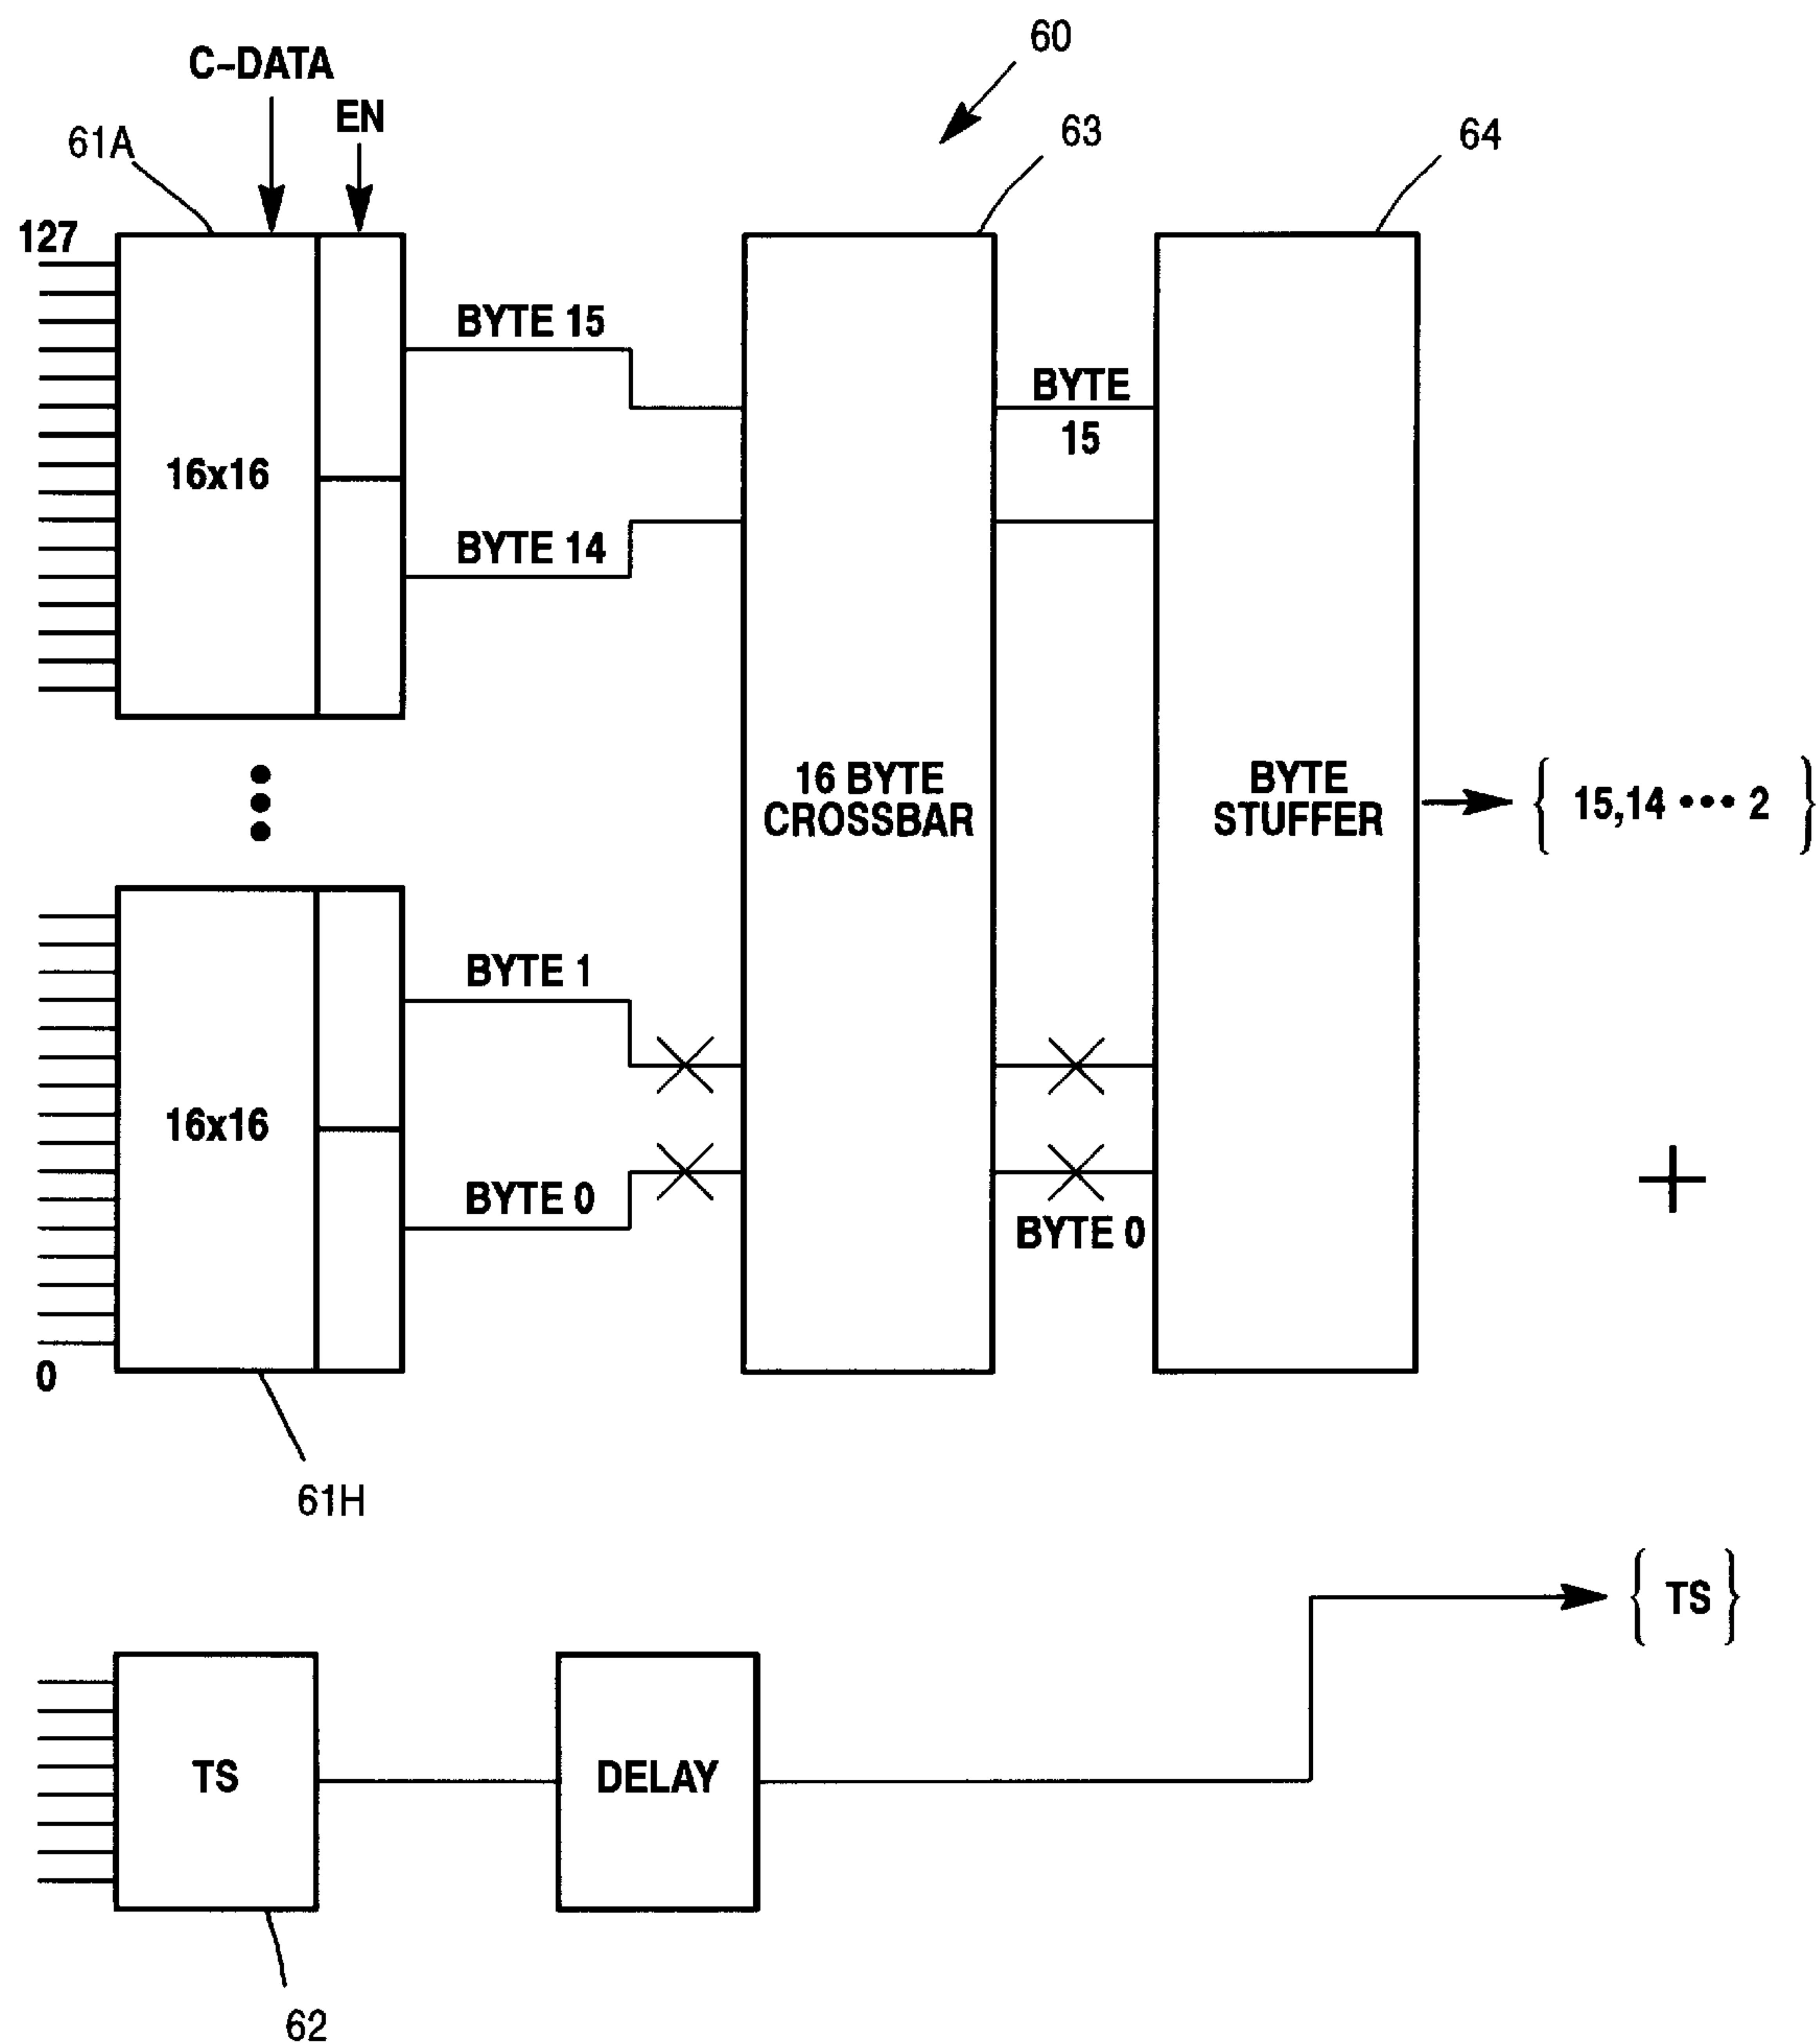 60
C-DATA
EN
61A
63
64
127
BYTE 15
BYTE
15
16x16
BYTE 14
16 BYTE
CROSSBAR
BYTE
STUFFER
{ 15,14 ••• 2 }
BYTE 1
16x16
BYTE 0
BYTE 0
+
0
61H
{ TS }
TS
DELAY
62